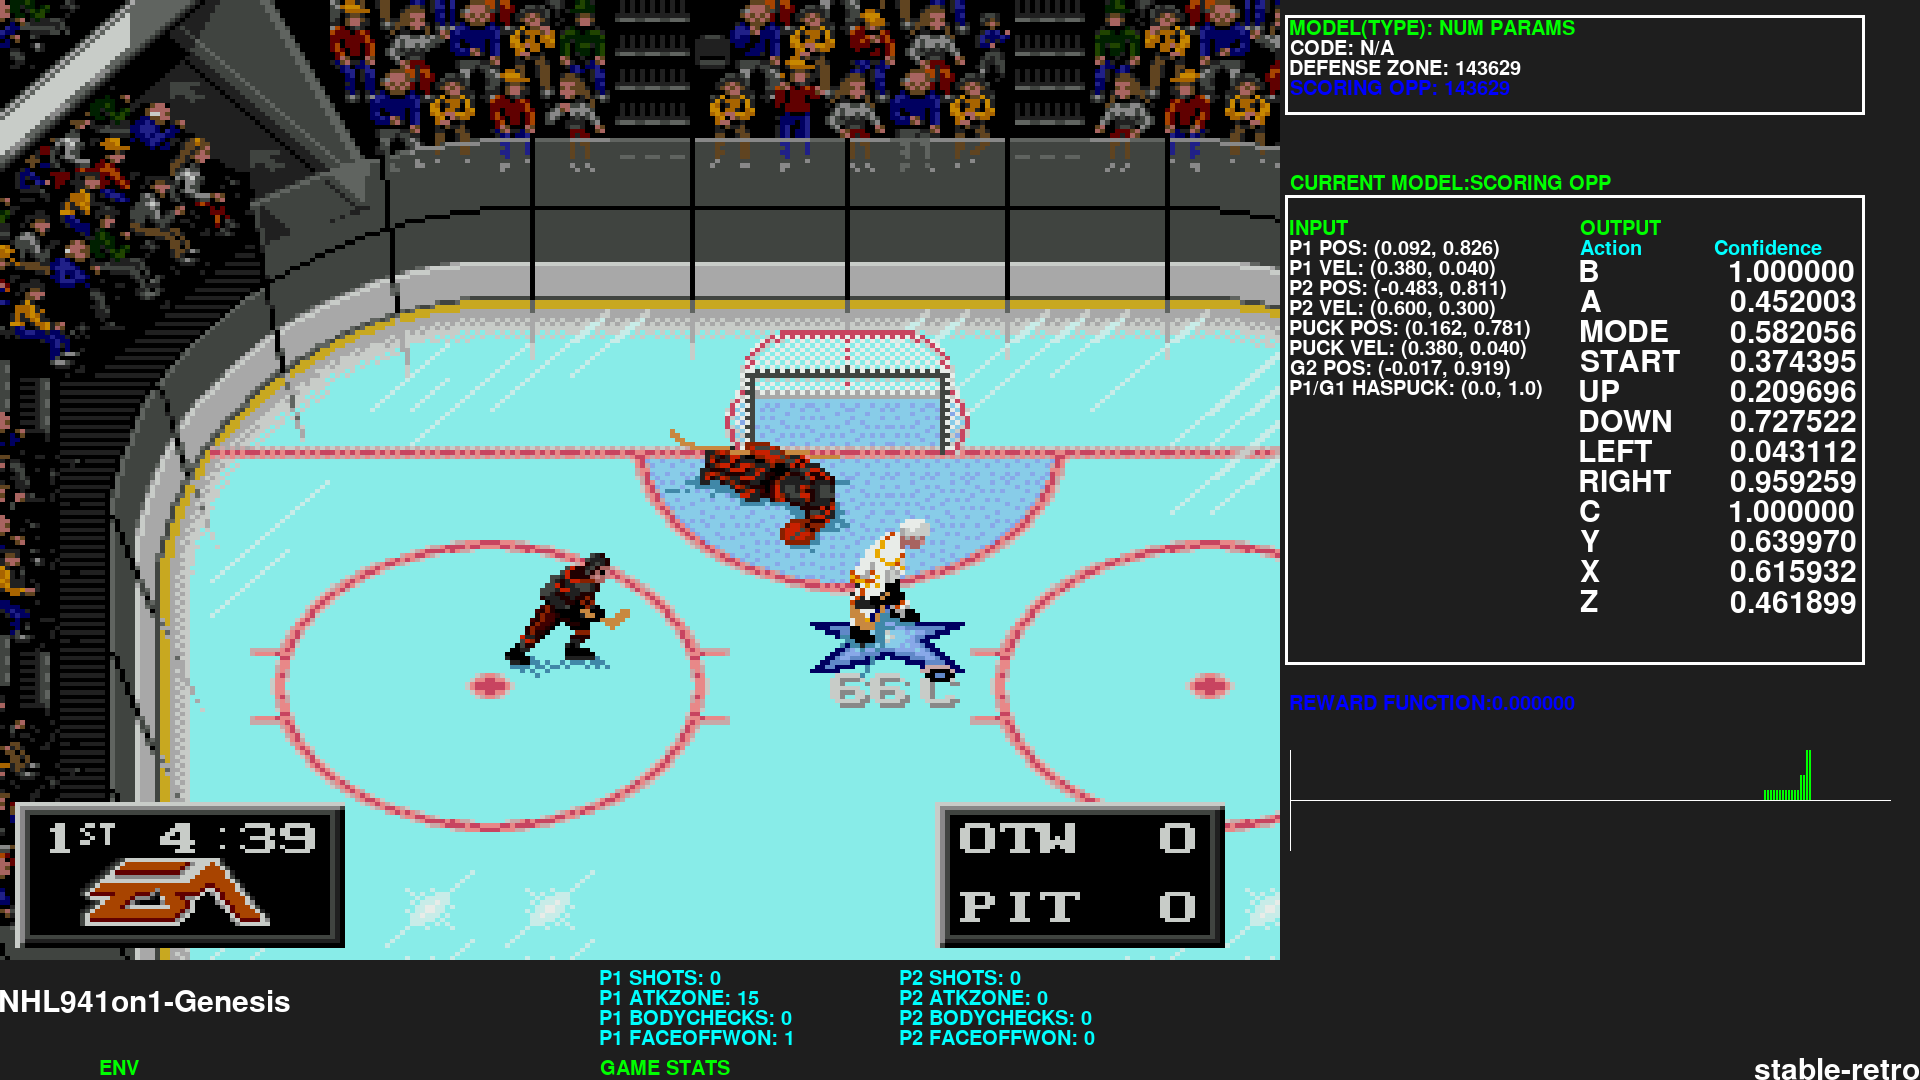 MODEL(TYPE): NUM PARAMS
CODE: N/A
DEFENSE ZONE: 143629
SCORING OPP: 143629
CURRENT MODEL:SCORING OPP
INPUT
P1 POS: (0.092, 0.826)
P1 VEL: (0.380, 0.040)
P2 POS: (-0.483, 0.811)
P2 VEL: (0.600, 0.300)
PUCK POS: (0.162, 0.781)
PUCK VEL: (0.380, 0.040)
G2 POS: (-0.017, 0.919)
P1/G1 HASPUCK: (0.0, 1.0)
OUTPUT
Action Confidence
B 1.000000
A 0.452003
MODE 0.582056
START 0.374395
UP 0.209696
DOWN 0.727522
LEFT 0.043112
RIGHT 0.959259
C 1.000000
Y 0.639970
X 0.615932
Z 0.461899
REWARD FUNCTION:0.000000
66C
1ST 4:39
EA
OTW 0
PIT 0
NHL941on1-Genesis
P1 SHOTS: 0
P1 ATKZONE: 15
P1 BODYCHECKS: 0
P1 FACEOFFWON: 1
P2 SHOTS: 0
P2 ATKZONE: 0
P2 BODYCHECKS: 0
P2 FACEOFFWON: 0
ENV
GAME STATS
stable-retro